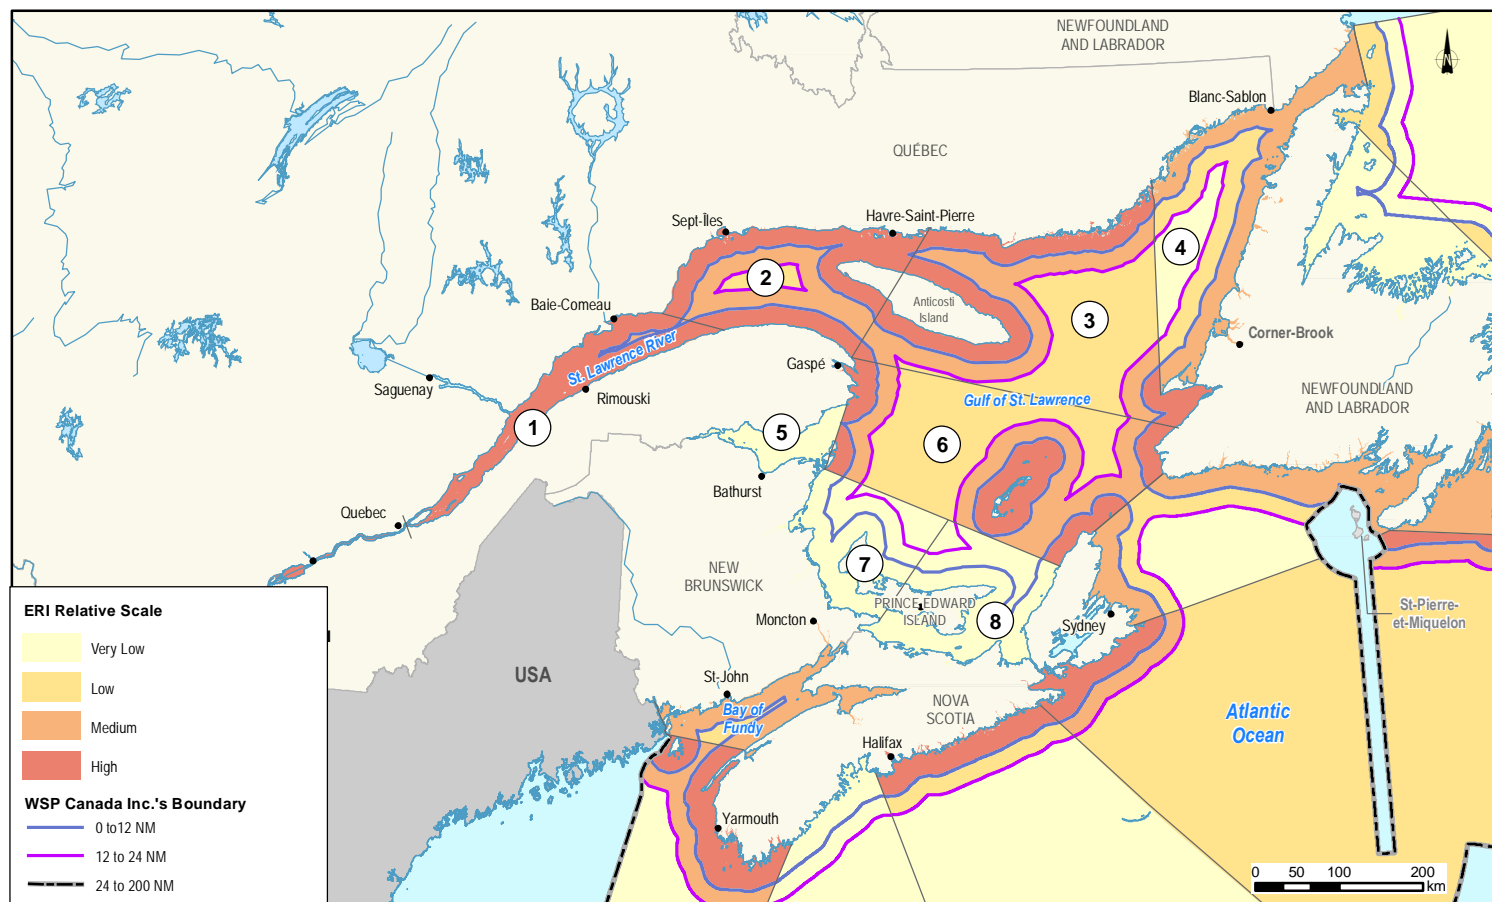 NEWFOUNDLAND
AND LABRADOR
N
Blanc-Sablon
QUÉBEC
Sept-Îles
Havre-Saint-Pierre
4
2
Baie-Comeau
Anticosti
Island
3
Corner-Brook
St. Lawrence River
Gaspé
Saguenay
Rimouski
Gulf of St. Lawrence
NEWFOUNDLAND
AND LABRADOR
1
5
6
Bathurst
Quebec
7
NEW
BRUNSWICK
PRINCE EDWARD
ISLAND
8
Moncton
Sydney
St-Pierre-
et-Miquelon
USA
St-John
Bay of
Fundy
NOVA
SCOTIA
Atlantic
Ocean
Halifax
Yarmouth
ERI Relative Scale
Very Low
Low
Medium
High
WSP Canada Inc.'s Boundary
0 to12 NM
12 to 24 NM
24 to 200 NM
0 50 100 200
km